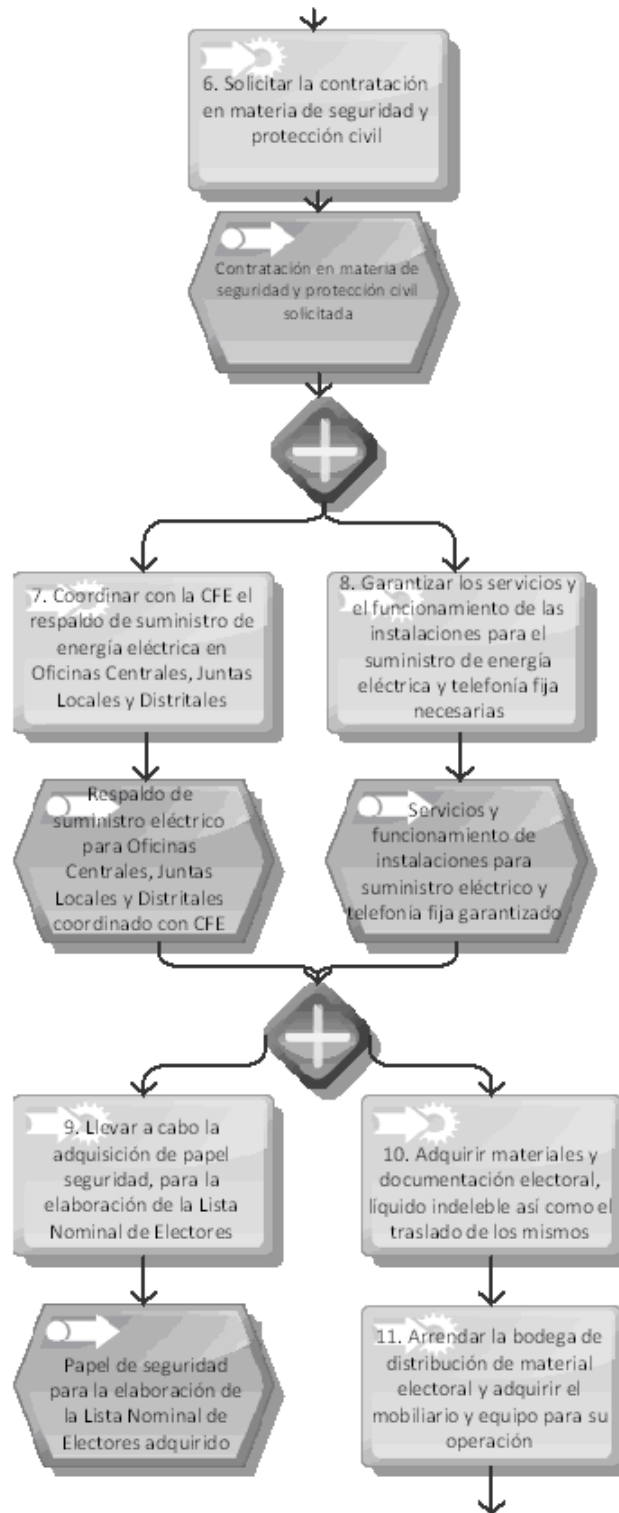 6. Solicitar la contratación
en materia de seguridad y
protección civil
Contratación en materia de
seguridad y protección civil
solicitada
7. Coordinar con la CFE el
respaldo de suministro de
energía eléctrica en
Oficinas Centrales, Juntas
Locales y Distritales
8. Garantizar los servicios y
el funcionamiento de las
instalaciones para el
suministro de energía
eléctrica y telefonía fija
necesarias
Respaldo de
suministro eléctrico
para Oficinas
Centrales, Juntas
Locales y Distritales
coordinado con CFE
Servicios y
funcionamiento de
instalaciones para
suministro eléctrico y
telefonía fija garantizado
9. Llevar a cabo la
adquisición de papel
seguridad, para la
elaboración de la Lista
Nominal de Electores
10. Adquirir materiales y
documentación electoral,
líquido indeleble así como el
traslado de los mismos
Papel de seguridad
para la elaboración de
la Lista Nominal de
Electores adquirido
11. Arrendar la bodega de
distribución de material
electoral y adquirir el
mobiliario y equipo para su
operación